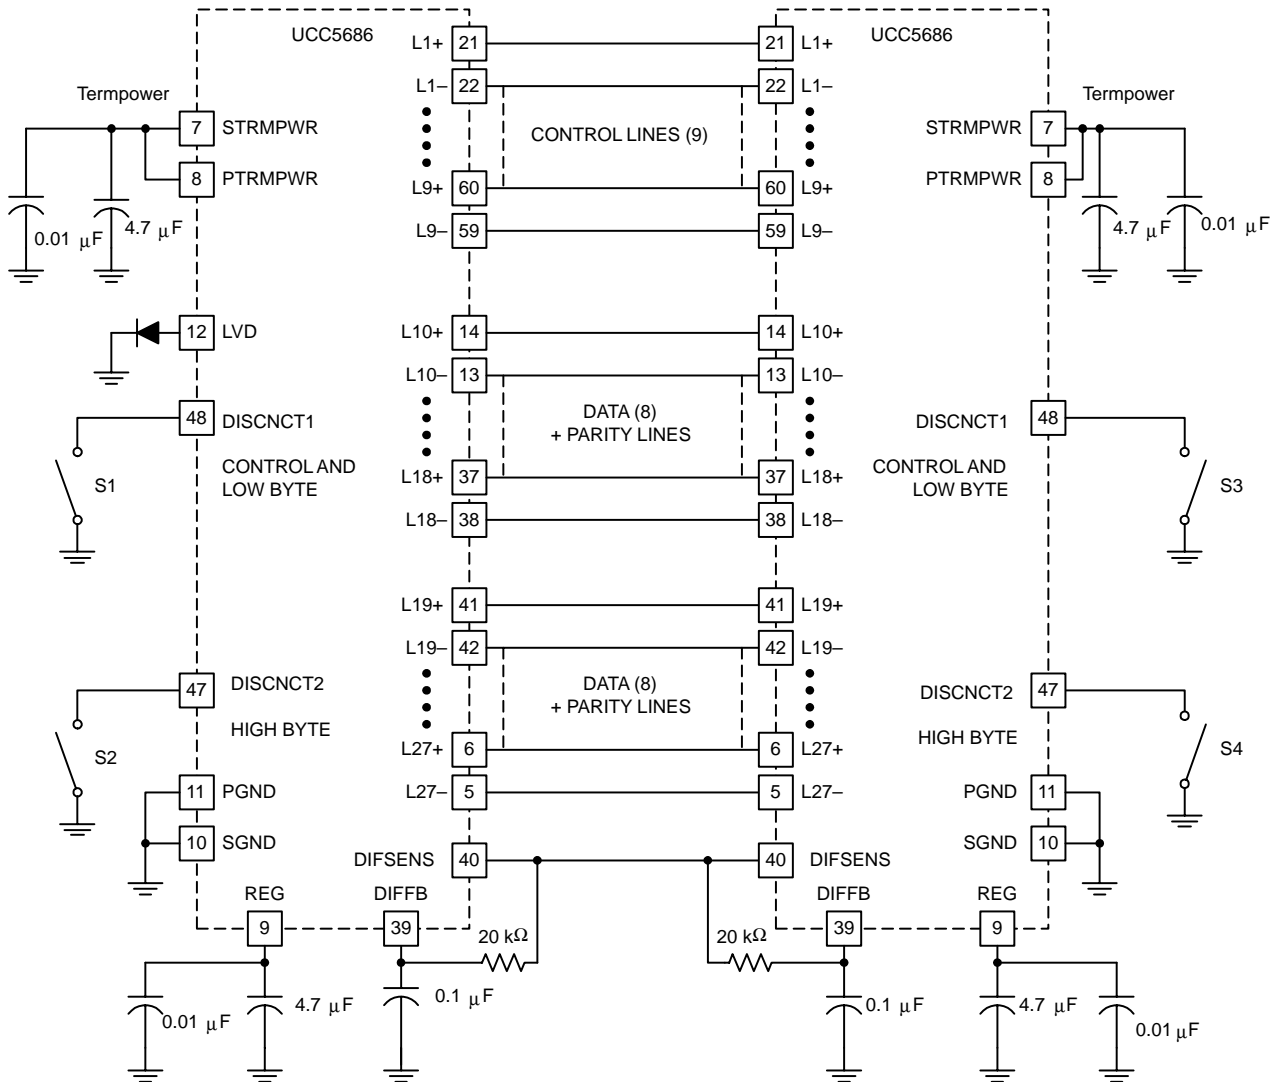 UCC5686
UCC5686
L1+ 21
21 L1+
L1– 22
22 L1–
Termpower
Termpower
7 STRMPWR
CONTROL LINES (9)
STRMPWR 7
8 PTRMPWR
L9+ 60
60 L9+
PTRMPWR 8
0.01 µF
4.7 µF
L9– 59
59 L9–
4.7 µF
0.01 µF
12 LVD
L10+ 14
14 L10+
L10– 13
13 L10–
48 DISCNCT1
DATA (8)
+ PARITY LINES
DISCNCT1 48
S1
CONTROL AND
LOW BYTE
L18+ 37
37 L18+
CONTROL AND
LOW BYTE
S3
L18– 38
38 L18–
L19+ 41
41 L19+
L19– 42
42 L19–
47 DISCNCT2
DATA (8)
+ PARITY LINES
DISCNCT2 47
HIGH BYTE
HIGH BYTE
S2
L27+ 6
6 L27+
S4
11 PGND
L27– 5
5 L27–
PGND 11
10 SGND
SGND 10
DIFSENS 40
40 DIFSENS
REG
DIFFB
DIFFB
REG
9
39
20 kΩ
20 kΩ
39
9
0.01 µF
4.7 µF
0.1 µF
0.1 µF
4.7 µF
0.01 µF